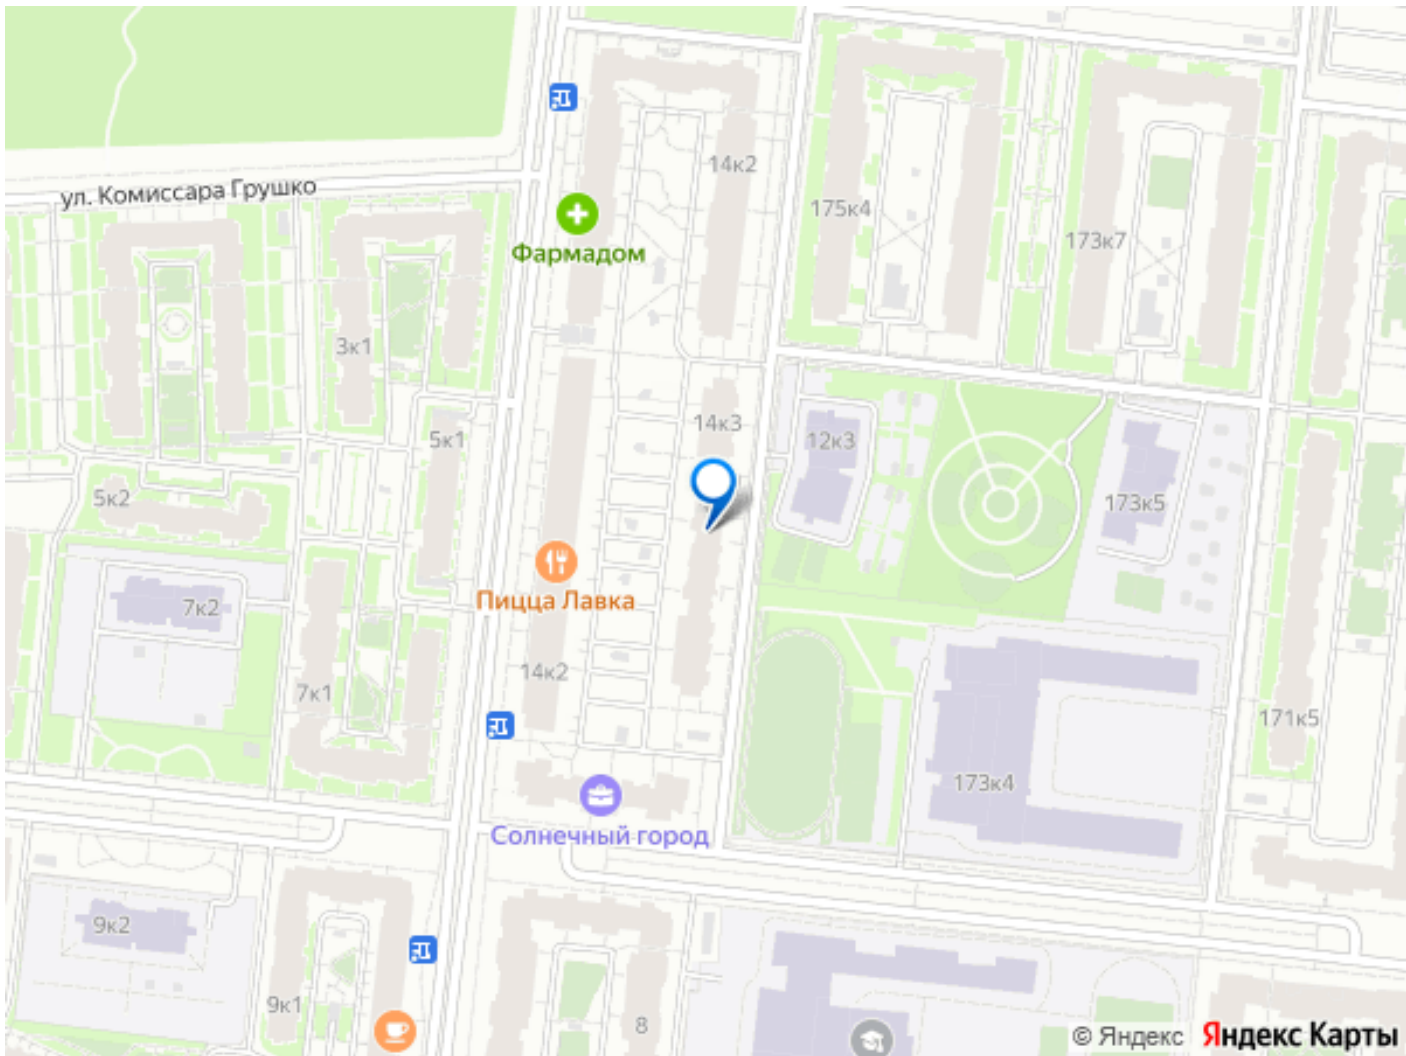 14к2
ул. Комиссара Грушко
175к4
173к7
Фармадом
3к1
14к3
5к1
12к3
5к2
173к5
Пицца Лавка
7к2
14к2
7к1
171к5
173к4
Солнечный город
9к2
9к1
8
© Яндекс Яндекс Карты